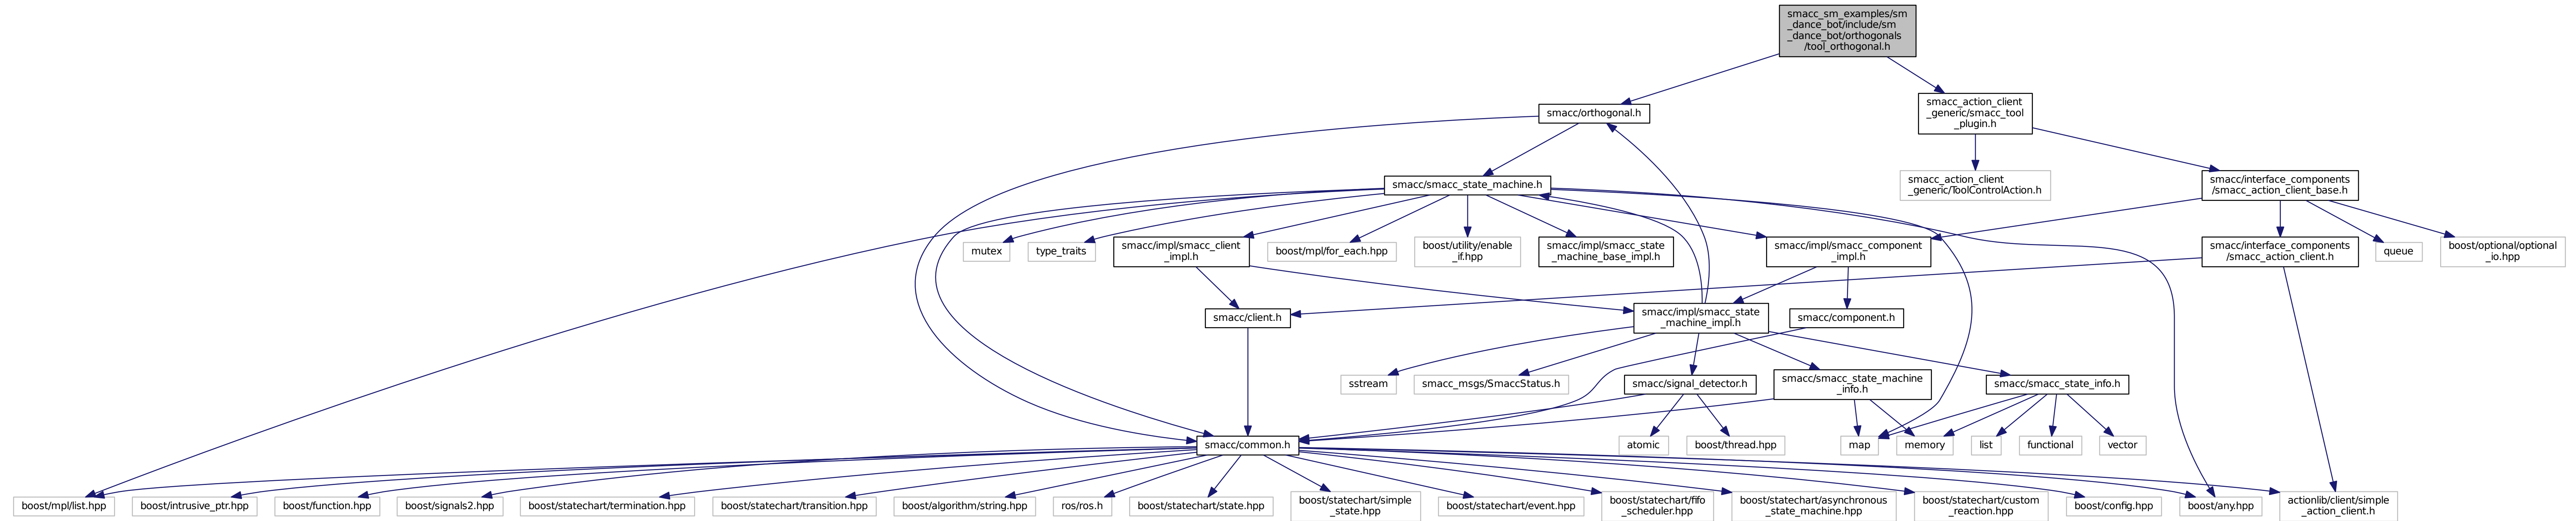 smacc_sm_examples/sm
_dance_bot/include/sm
_dance_bot/orthogonals
/tool_orthogonal.h
smacc/orthogonal.h
smacc_action_client
_generic/smacc_tool
_plugin.h
smacc/smacc_state_machine.h
smacc_action_client
_generic/ToolControlAction.h
smacc/interface_components
/smacc_action_client_base.h
mutex
type_traits
smacc/impl/smacc_client
_impl.h
boost/mpl/for_each.hpp
boost/utility/enable
_if.hpp
smacc/impl/smacc_state
_machine_base_impl.h
smacc/impl/smacc_component
_impl.h
smacc/interface_components
/smacc_action_client.h
queue
boost/optional/optional
_io.hpp
smacc/client.h
smacc/impl/smacc_state
_machine_impl.h
smacc/component.h
sstream
smacc_msgs/SmaccStatus.h
smacc/signal_detector.h
smacc/smacc_state_machine
_info.h
smacc/smacc_state_info.h
smacc/common.h
atomic
boost/thread.hpp
map
memory
list
functional
vector
boost/mpl/list.hpp
boost/intrusive_ptr.hpp
boost/function.hpp
boost/signals2.hpp
boost/statechart/termination.hpp
boost/statechart/transition.hpp
boost/algorithm/string.hpp
ros/ros.h
boost/statechart/state.hpp
boost/statechart/simple
_state.hpp
boost/statechart/event.hpp
boost/statechart/fifo
_scheduler.hpp
boost/statechart/asynchronous
_state_machine.hpp
boost/statechart/custom
_reaction.hpp
boost/config.hpp
boost/any.hpp
actionlib/client/simple
_action_client.h